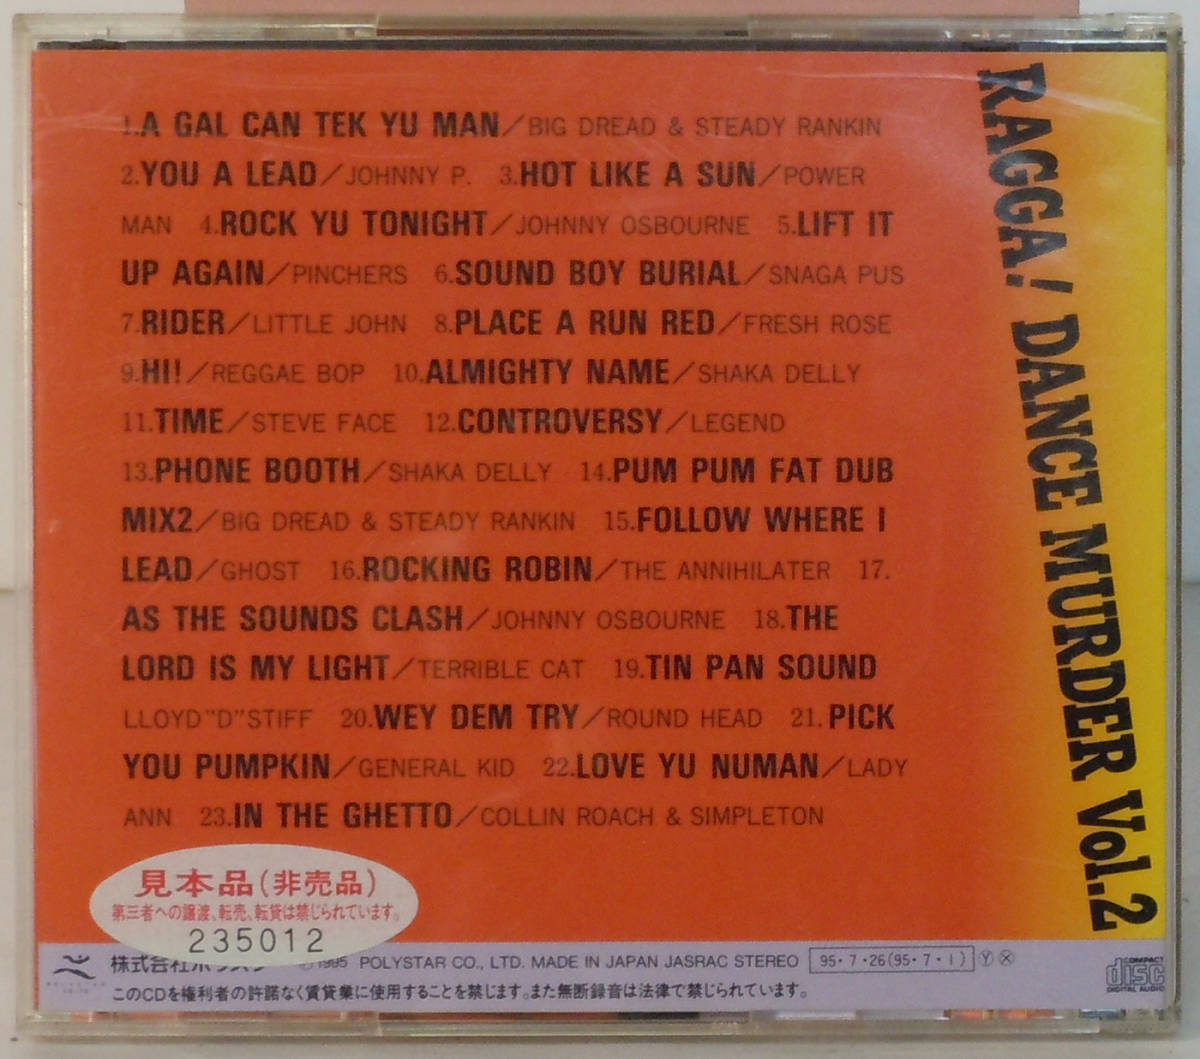 1.A GAL CAN TEK YU MAN/BIG DREAD & STEADY RANKIN
2.YOU A LEAD/JOHNNY P. 3.HOT LIKE A SUN/POWER
MAN 4.ROCK YU TONIGHT/JOHNNY OSBOURNE 5.LIFT IT
UP AGAIN/PINCHERS 6.SOUND BOY BURIAL/SNAGA PUS
7.RIDER/LITTLE JOHN 8.PLACE A RUN RED/FRESH ROSE
9.HI!/REGGAE BOP 10.ALMIGHTY NAME/SHAKA DELLY
11.TIME/STEVE FACE 12.CONTROVERSY/LEGEND
13.PHONE BOOTH/SHAKA DELLY 14.PUM PUM FAT DUB
MIX2/BIG DREAD & STEADY RANKIN 15.FOLLOW WHERE I
LEAD/GHOST 16.ROCKING ROBIN/THE ANNIHILATER 17.
AS THE SOUNDS CLASH/JOHNNY OSBOURNE 18.THE
LORD IS MY LIGHT/TERRIBLE CAT 19.TIN PAN SOUND
LLOYD"D"STIFF 20.WEY DEM TRY/ROUND HEAD 21.PICK
YOU PUMPKIN/GENERAL KID 22.LOVE YU NUMAN/LADY
ANN 23.IN THE GHETTO/COLLIN ROACH & SIMPLETON
RAGGA! DANCE MURDER Vol.2
見本品(非売品)
第三者への譲渡、転売、転貸は禁じられています。
235012
株式会社 ℗1995 POLYSTAR CO., LTD. MADE IN JAPAN JASRAC STEREO 95・7・26(95・7・1) Ⓨ Ⓧ
このCDを権利者の許諾なく賃貸業に使用することを禁じます。また無断録音は法律で禁じられています。
COMPACT
disc
DIGITAL AUDIO